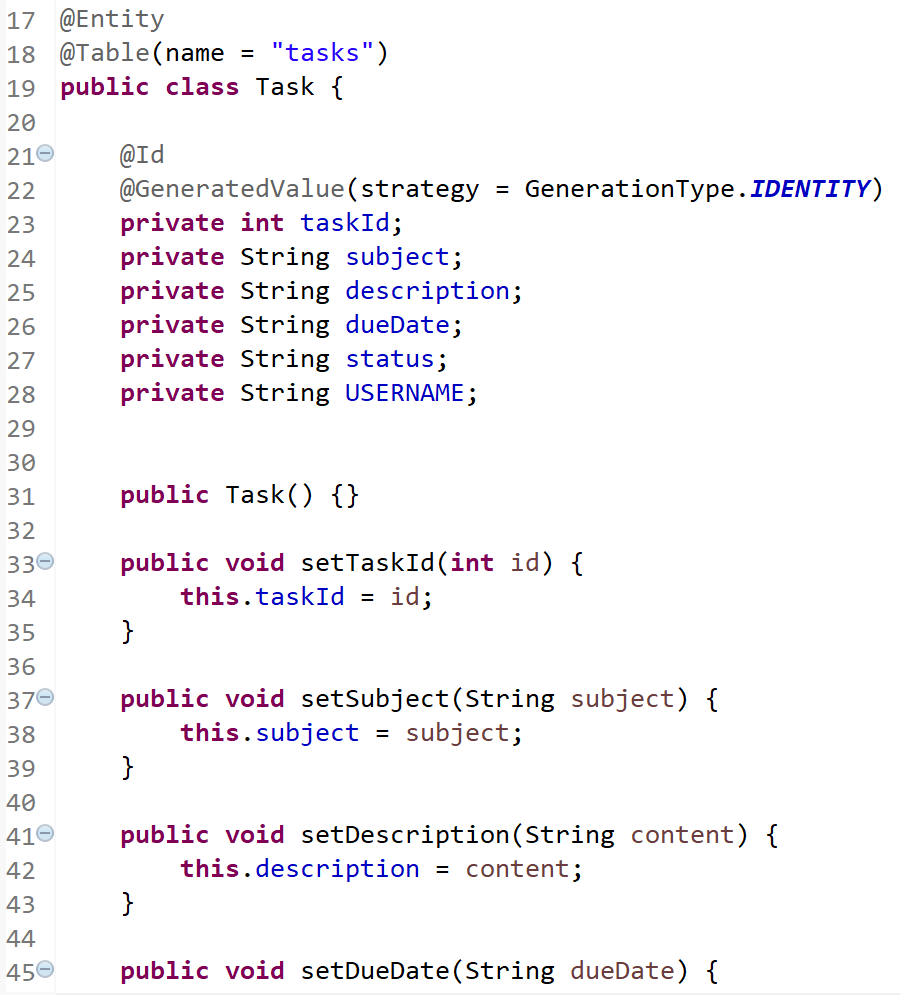 17 @Entity
18 @Table(name = "tasks")
19 public class Task {
20
21 @Id
22 @GeneratedValue(strategy = GenerationType.IDENTITY)
23 private int taskId;
24 private String subject;
25 private String description;
26 private String dueDate;
27 private String status;
28 private String USERNAME;
29
30
31 public Task() {}
32
33 public void setTaskId(int id) {
34 this.taskId = id;
35 }
36
37 public void setSubject(String subject) {
38 this.subject = subject;
39 }
40
41 public void setDescription(String content) {
42 this.description = content;
43 }
44
45 public void setDueDate(String dueDate) {